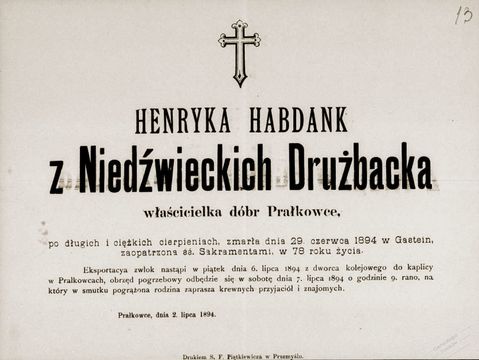 13
HENRYKA HABDANK
z Niedźwieckich Drużbacka
właścicielka dóbr Prałkowce,
po długich i ciężkich cierpieniach, zmarła dnia 29. czerwca 1894 w Gastein,
zaopatrzona śś. Sakramentami, w 78 roku życia.
Eksportacya zwłok nastąpi w piątek dnia 6. lipca 1894 z dworca kolejowego do kaplicy
w Prałkowcach, obrzęd pogrzebowy odbędzie się w sobotę dnia 7. lipca 1894 o godzinie 9. rano, na
który w smutku pogrążona rodzina zaprasza krewnych przyjaciół i znajomych.
Prałkowce, dnia 2. lipca 1894.
Drukiem S. F. Piątkiewicza w Przemyślu.